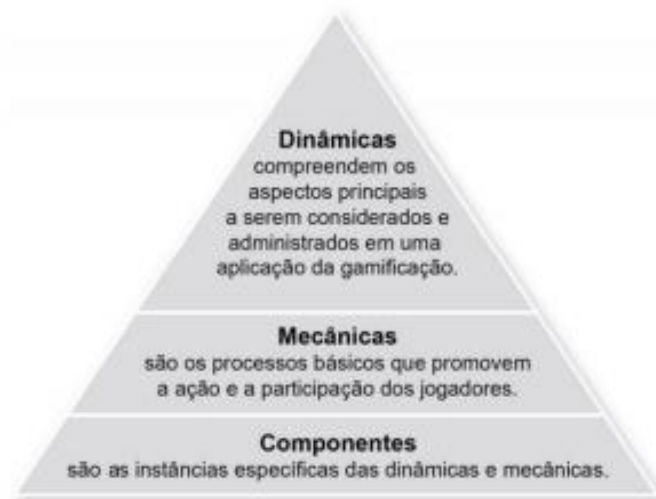 Dinâmicas
compreendem os
aspectos principais
a serem considerados e
administrados em uma
aplicação da gamificação.
Mecânicas
são os processos básicos que promovem
a ação e a participação dos jogadores.
Componentes
são as instâncias específicas das dinâmicas e mecânicas.